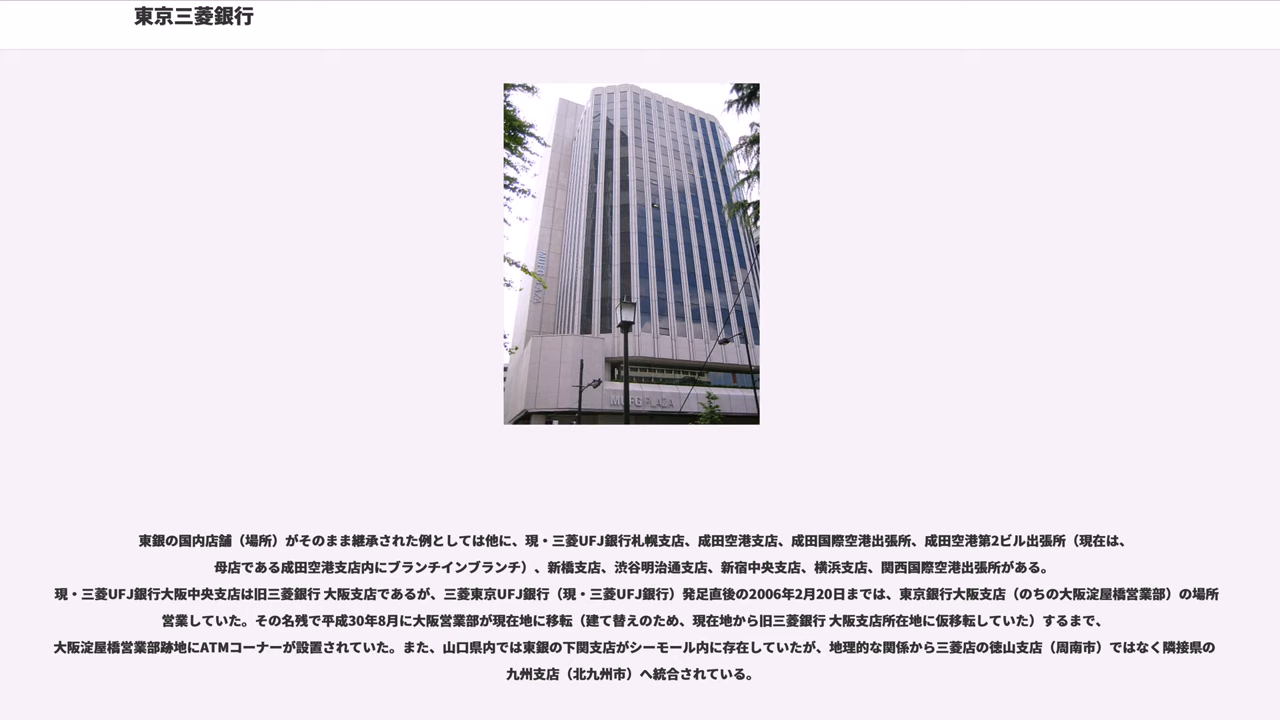 東京三菱銀行
MUFG PLAZA
MUFG PLAZA
東銀の国内店舗（場所）がそのまま継承された例としては他に、現・三菱UFJ銀行札幌支店、成田空港支店、成田国際空港出張所、成田空港第2ビル出張所（現在は、
母店である成田空港支店内にブランチインブランチ）、新橋支店、渋谷明治通支店、新宿中央支店、横浜支店、関西国際空港出張所がある。
現・三菱UFJ銀行大阪中央支店は旧三菱銀行 大阪支店であるが、三菱東京UFJ銀行（現・三菱UFJ銀行）発足直後の2006年2月20日までは、東京銀行大阪支店（のちの大阪淀屋橋営業部）の場所
営業していた。その名残で平成30年8月に大阪営業部が現在地に移転（建て替えのため、現在地から旧三菱銀行 大阪支店所在地に仮移転していた）するまで、
大阪淀屋橋営業部跡地にATMコーナーが設置されていた。また、山口県内では東銀の下関支店がシーモール内に存在していたが、地理的な関係から三菱店の徳山支店（周南市）ではなく隣接県の
九州支店（北九州市）へ統合されている。